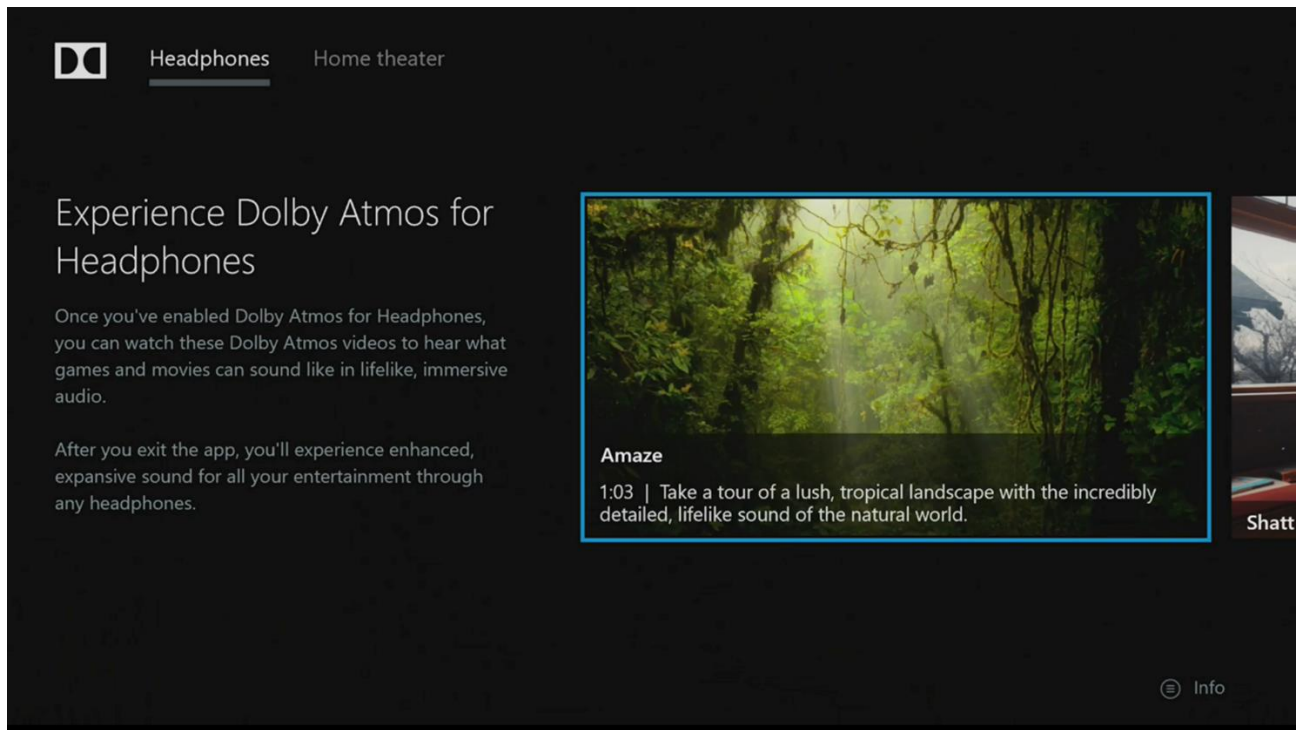 Headphones
Home theater
Experience Dolby Atmos for
Headphones
Once you've enabled Dolby Atmos for Headphones,
you can watch these Dolby Atmos videos to hear what
games and movies can sound like in lifelike, immersive
audio.
After you exit the app, you'll experience enhanced,
expansive sound for all your entertainment through
any headphones.
Amaze
1:03 | Take a tour of a lush, tropical landscape with the incredibly
detailed, lifelike sound of the natural world.
Shatt
Info